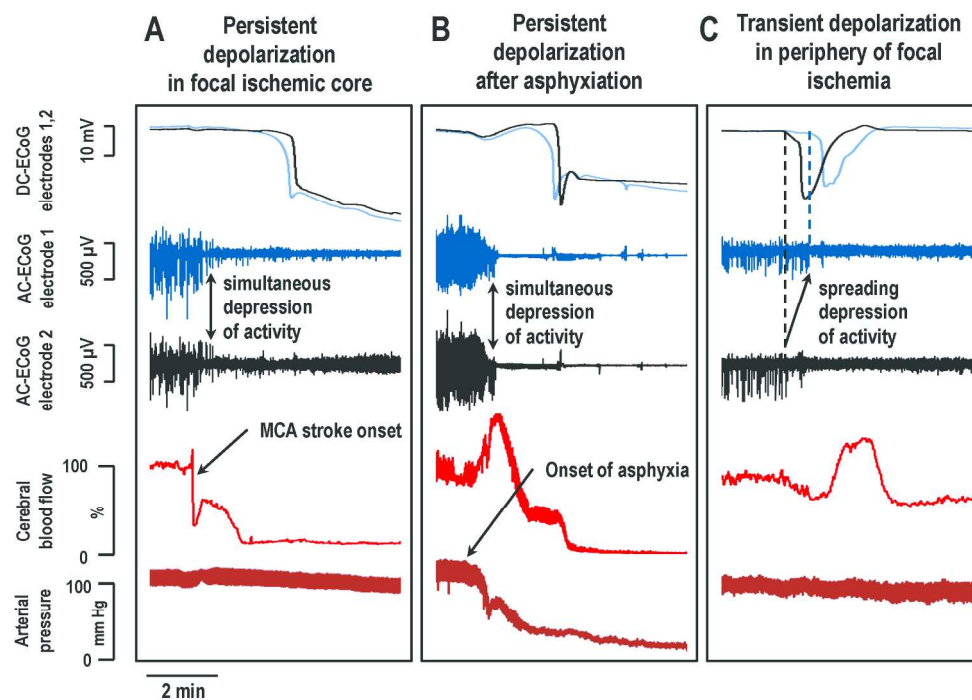 A
Persistent
depolarization
in focal ischemic core
B
Persistent
depolarization
after asphyxiation
C
Transient depolarization
in periphery of focal
ischemia
DC-ECoG
electrodes 1,2
10 mV
AC-ECoG
electrode 1
500 µV
simultaneous
depression
of activity
simultaneous
depression
of activity
spreading
depression
of activity
AC-ECoG
electrode 2
500 µV
MCA stroke onset
Onset of asphyxia
Cerebral
blood flow
%
100
0
Arterial
pressure
mm Hg
100
0
2 min